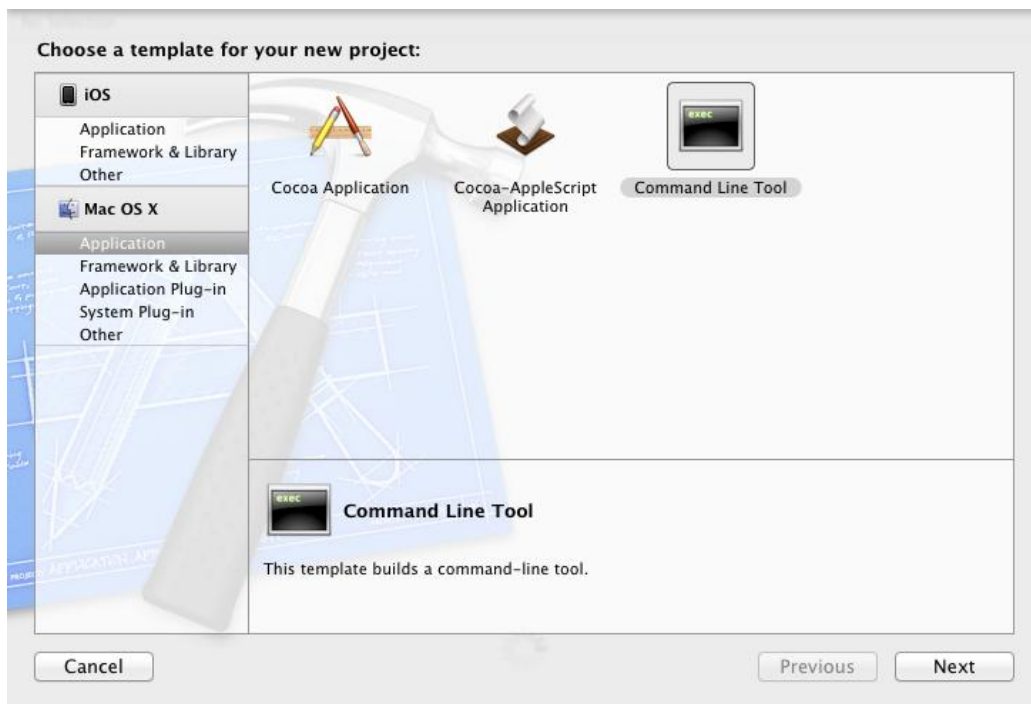 Choose a template for your new project:
iOS
Application
Framework & Library
Other
Mac OS X
Application
Framework & Library
Application Plug-in
System Plug-in
Other
Cocoa Application
Cocoa-AppleScript
Application
exec
Command Line Tool
exec
Command Line Tool
This template builds a command-line tool.
Cancel
Previous
Next